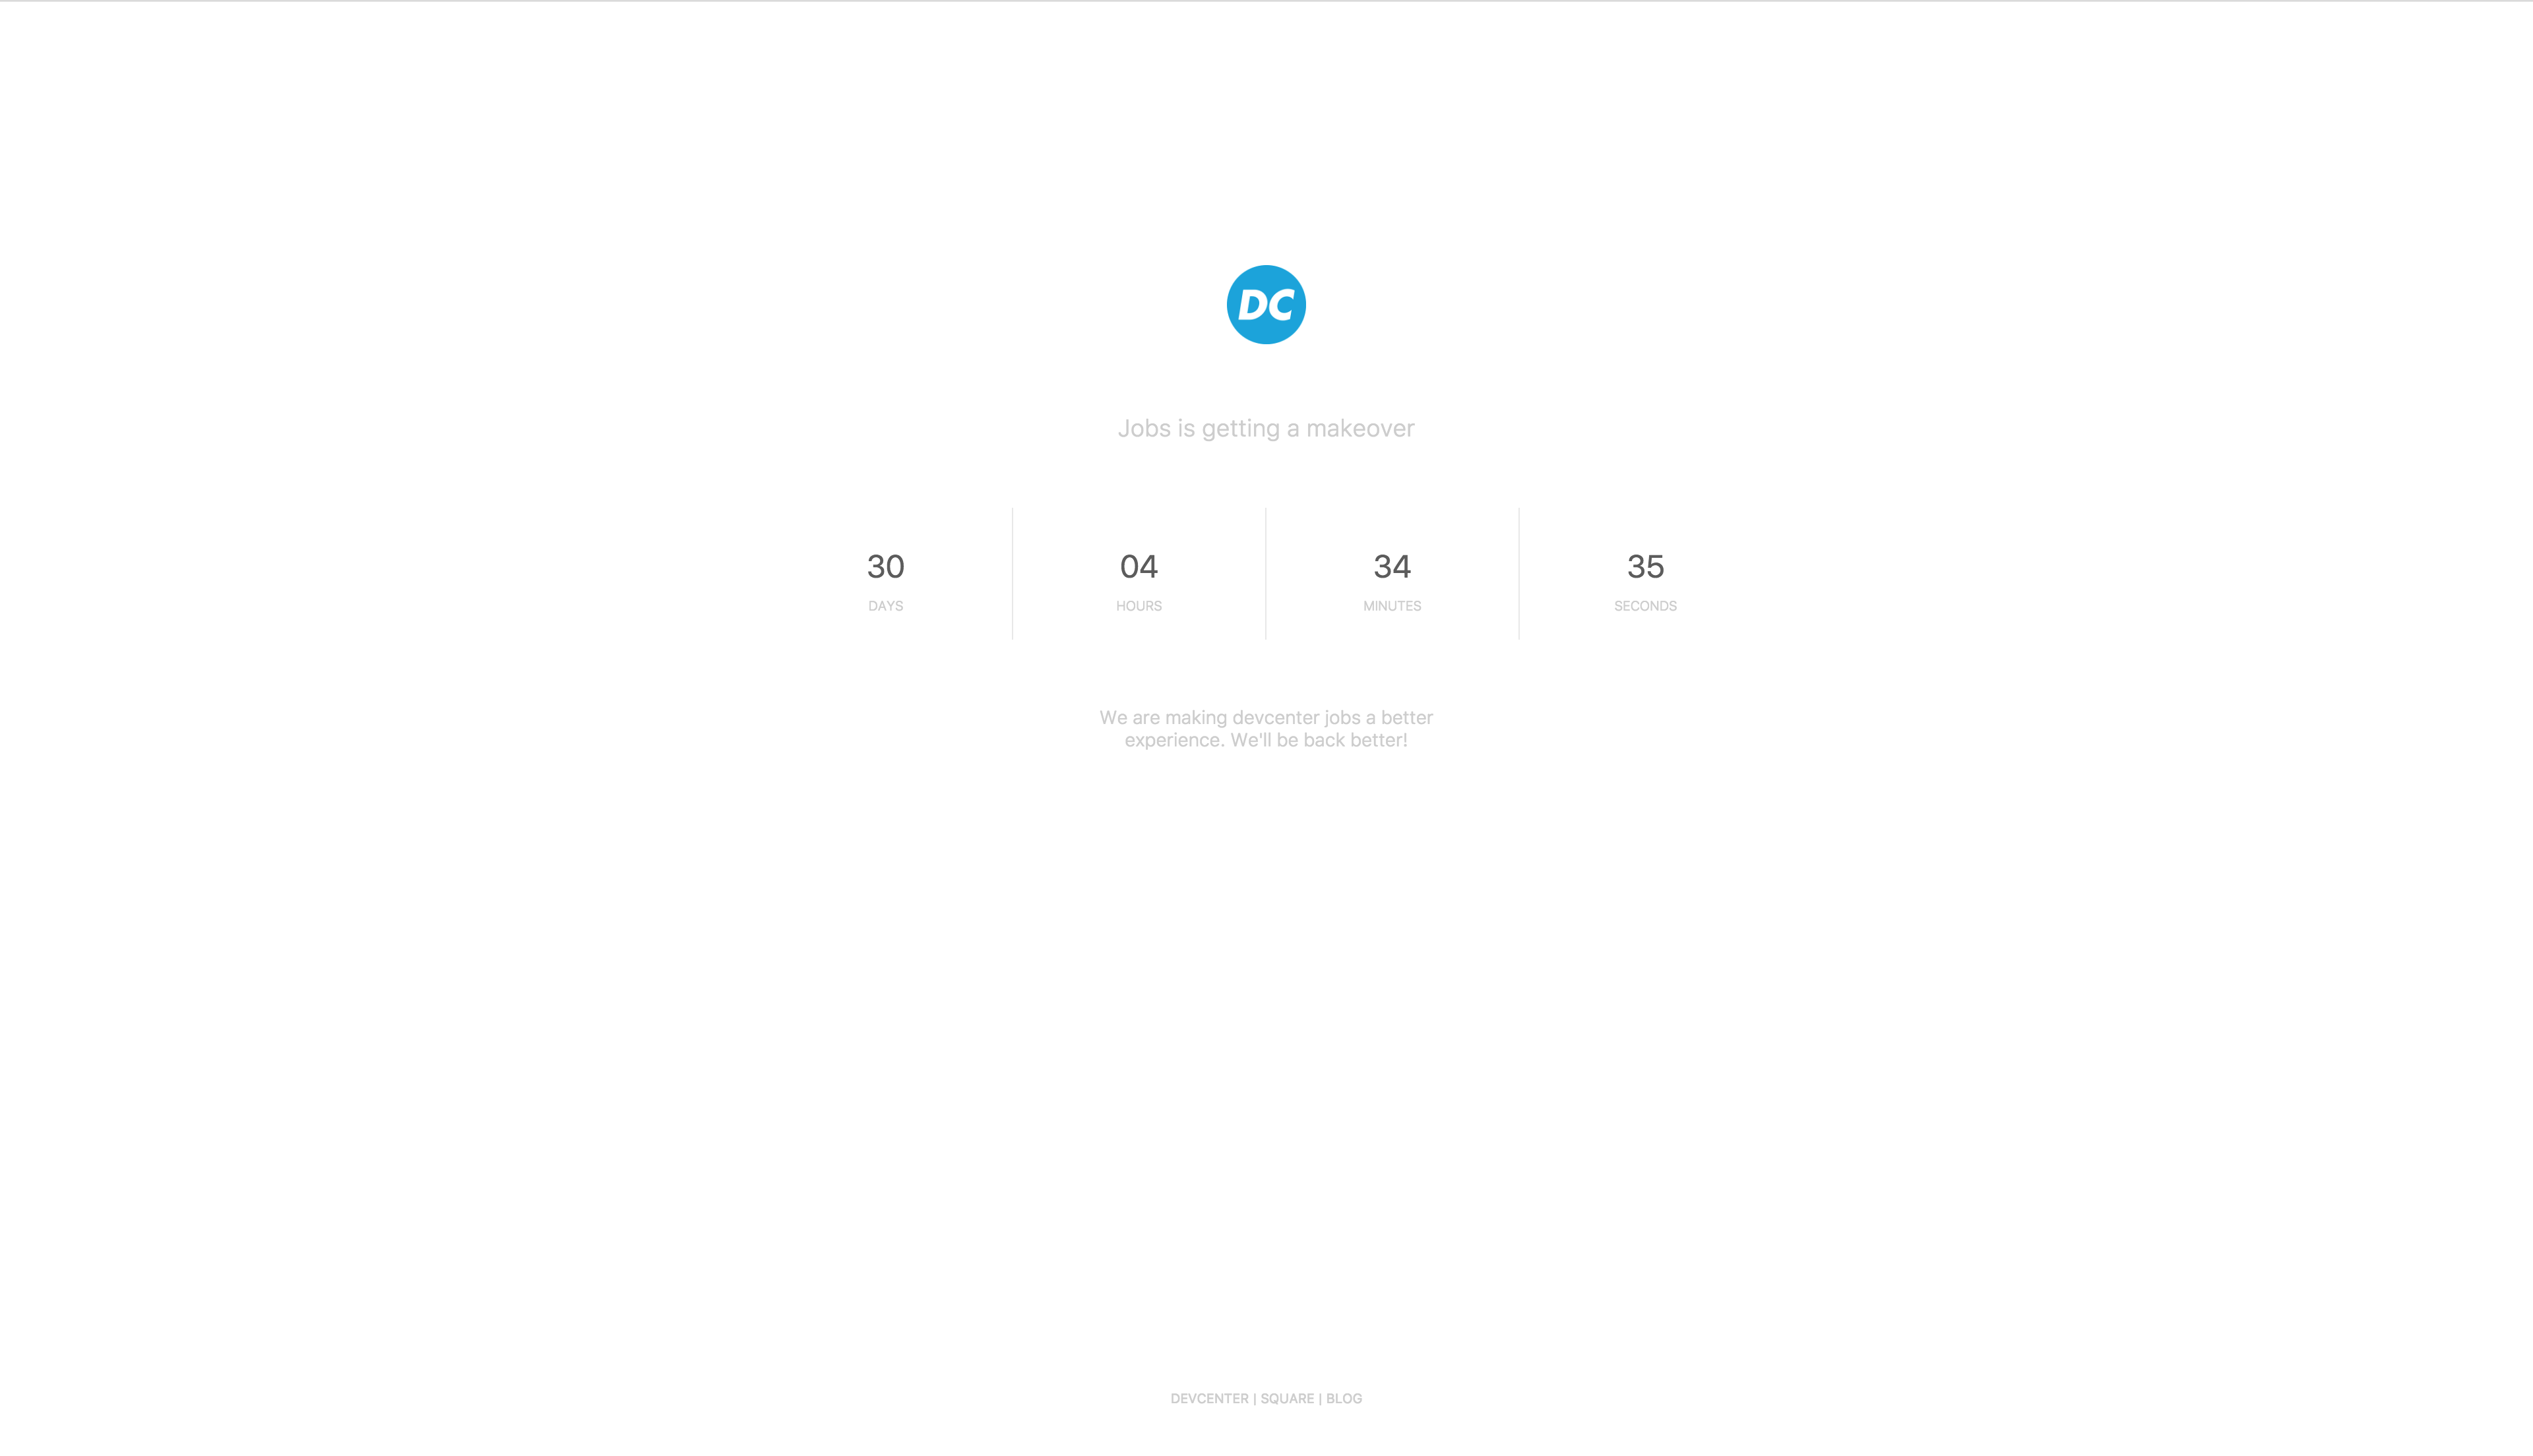 DC
Jobs is getting a makeover
30
DAYS
04
HOURS
34
MINUTES
35
SECONDS
We are making devcenter jobs a better
experience. We'll be back better!
DEVCENTER | SQUARE | BLOG